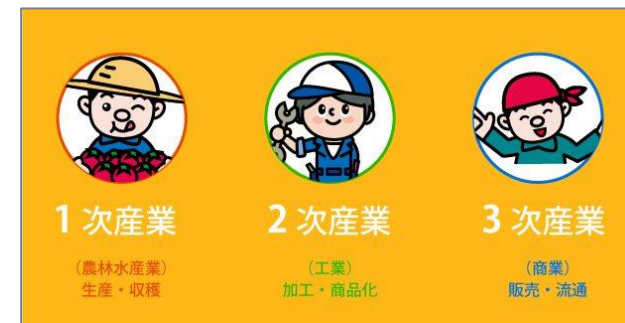 1次産業
(農林水産業)
生産・収穫
2次産業
(工業)
加工・商品化
3次産業
(商業)
販売・流通